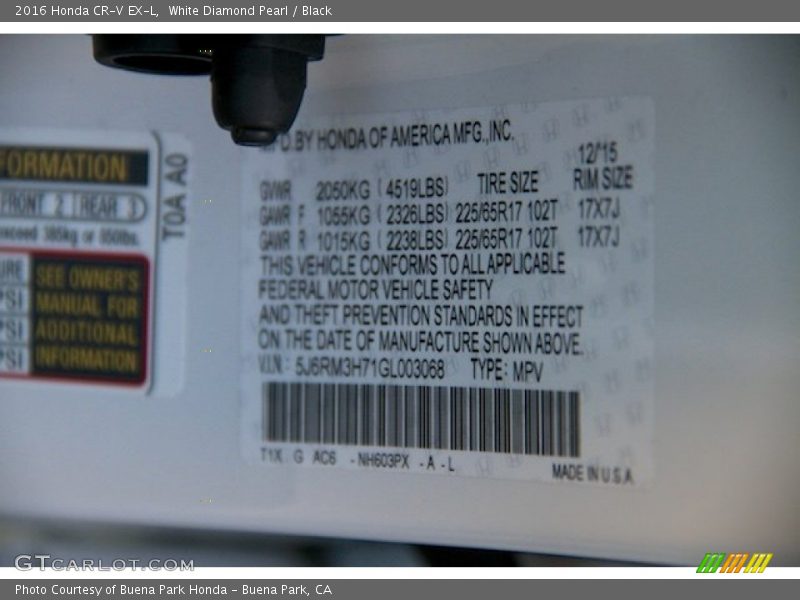 2016 Honda CR-V EX-L, White Diamond Pearl / Black
BY HONDA OF AMERICA MFG.,INC.
12/15
GVWR 2050KG ( 4519LBS) TIRE SIZE RIM SIZE
GAWR F 1055KG ( 2326LBS) 225/65R17 102T 17X7J
GAWR R 1015KG ( 2238LBS) 225/65R17 102T 17X7J
THIS VEHICLE CONFORMS TO ALL APPLICABLE
FEDERAL MOTOR VEHICLE SAFETY
AND THEFT PREVENTION STANDARDS IN EFFECT
ON THE DATE OF MANUFACTURE SHOWN ABOVE.
V.I.N: 5J6RM3H71GL003068 TYPE: MPV
T1X G AC6 - NH603PX - A - L
MADE IN U.S.A
FORMATION
FRONT 2 REAR 3
T0A A0
SEE OWNER'S
PSI MANUAL FOR
PSI ADDITIONAL
PSI INFORMATION
GTCARLOT.COM
Photo Courtesy of Buena Park Honda - Buena Park, CA